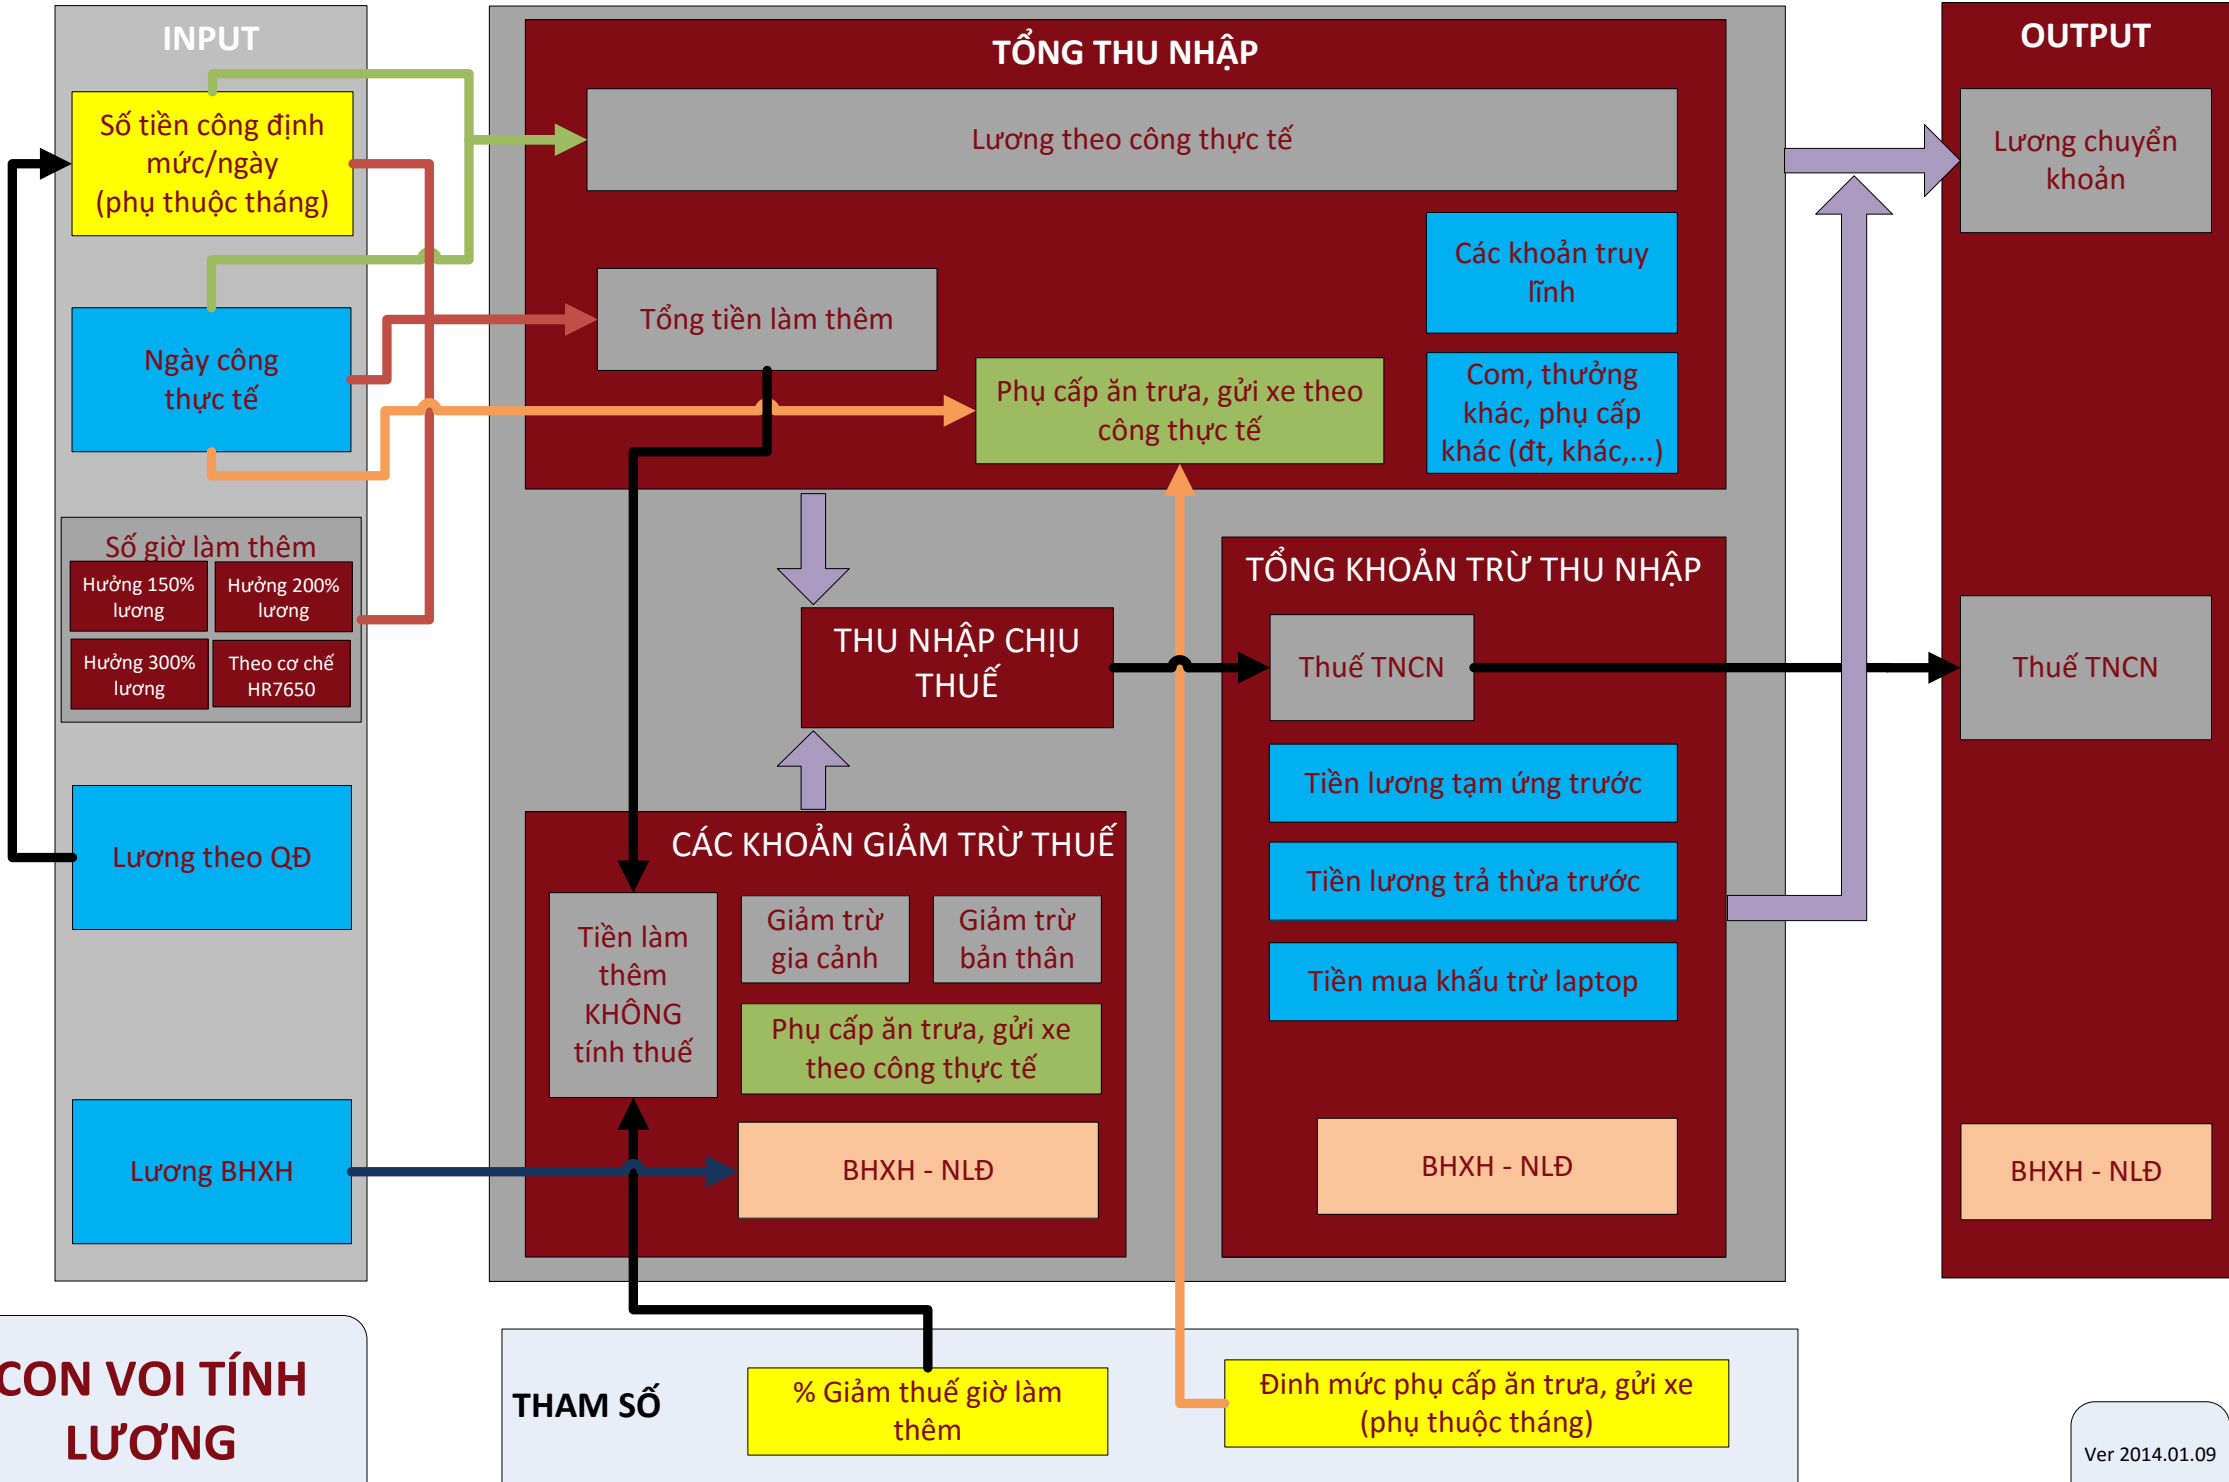 INPUT
Số tiền công định
mức/ngày
(phụ thuộc tháng)
Ngày công
thực tế
Số giờ làm thêm
Hưởng 150%
lương
Hưởng 200%
lương
Hưởng 300%
lương
Theo cơ chế
HR7650
Lương theo QĐ
Lương BHXH
TỔNG THU NHẬP
Lương theo công thực tế
Tổng tiền làm thêm
Các khoản truy
lĩnh
Phụ cấp ăn trưa, gửi xe theo
công thực tế
Com, thưởng
khác, phụ cấp
khác (đt, khác,...)
THU NHẬP CHỊU
THUẾ
CÁC KHOẢN GIẢM TRỪ THUẾ
Tiền làm
thêm
KHÔNG
tính thuế
Giảm trừ
gia cảnh
Giảm trừ
bản thân
Phụ cấp ăn trưa, gửi xe
theo công thực tế
BHXH - NLĐ
TỔNG KHOẢN TRỪ THU NHẬP
Thuế TNCN
Tiền lương tạm ứng trước
Tiền lương trả thừa trước
Tiền mua khấu trừ laptop
BHXH - NLĐ
OUTPUT
Lương chuyển
khoản
Thuế TNCN
BHXH - NLĐ
CON VOI TÍNH
LƯƠNG
THAM SỐ
% Giảm thuế giờ làm
thêm
Đinh mức phụ cấp ăn trưa, gửi xe
(phụ thuộc tháng)
Ver 2014.01.09